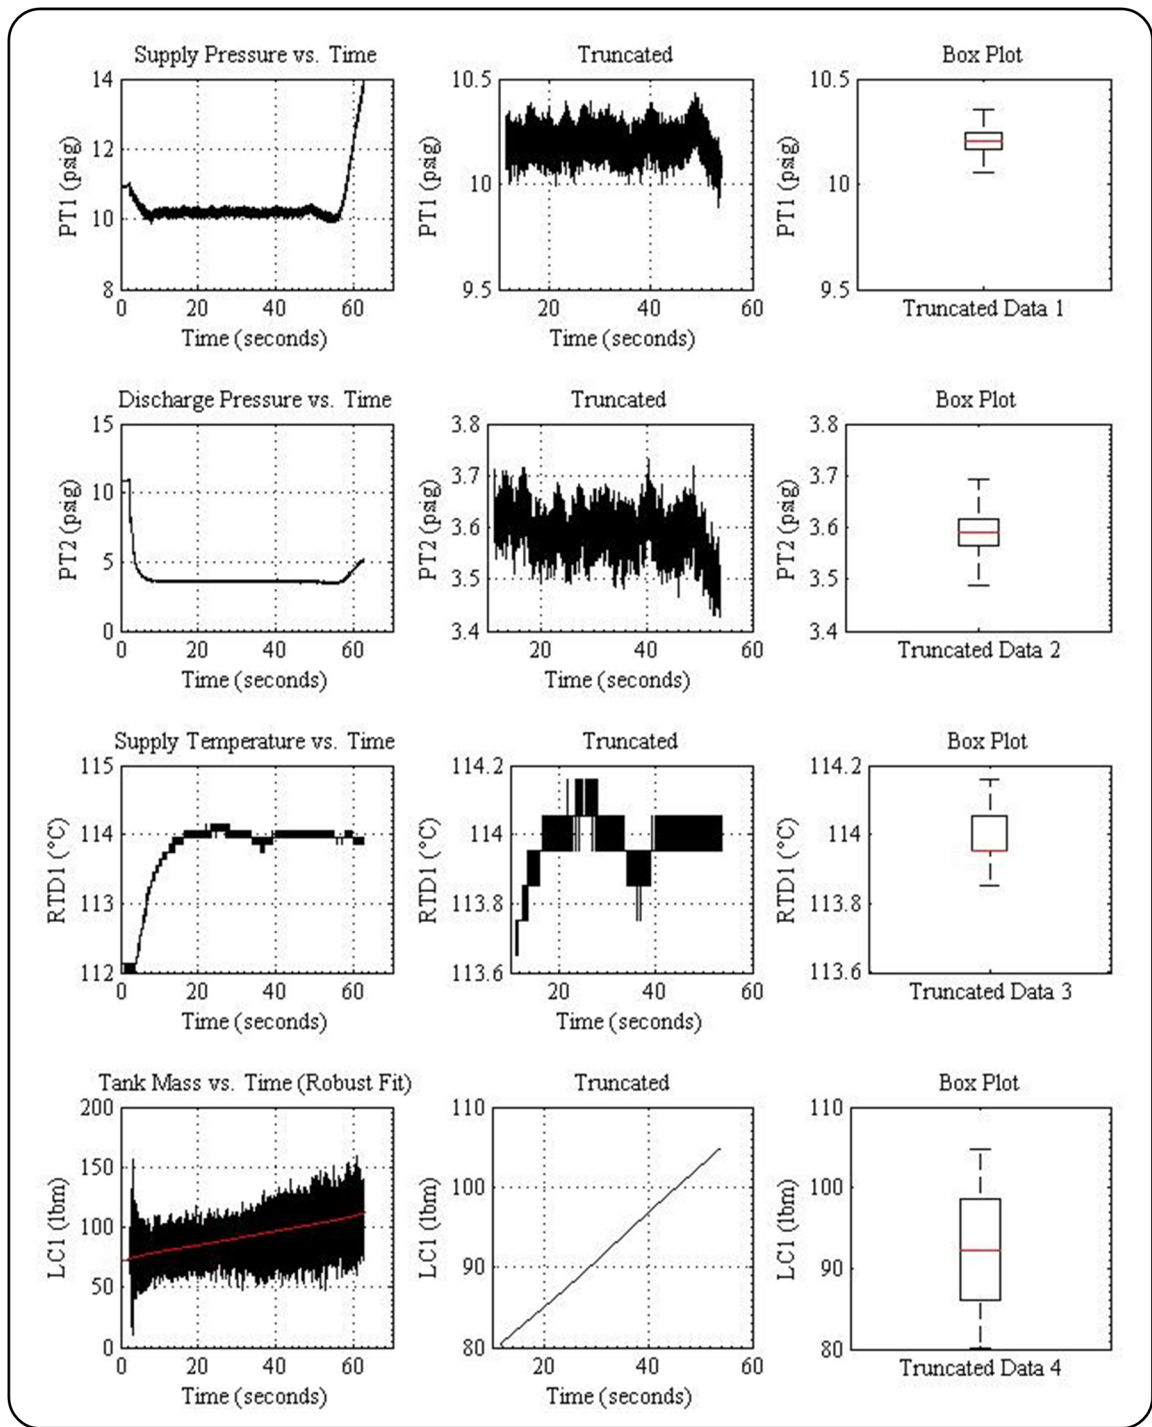 Supply Pressure vs. Time
14
12
10
8
PT1 (psig)
0 20 40 60
Time (seconds)
Truncated
10.5
10
9.5
PT1 (psig)
20 40 60
Time (seconds)
Box Plot
10.5
10
9.5
PT1 (psig)
Truncated Data 1
Discharge Pressure vs. Time
15
10
5
0
PT2 (psig)
0 20 40 60
Time (seconds)
Truncated
3.8
3.7
3.6
3.5
3.4
PT2 (psig)
20 40 60
Time (seconds)
Box Plot
3.8
3.7
3.6
3.5
3.4
PT2 (psig)
Truncated Data 2
Supply Temperature vs. Time
115
114
113
112
RTD1 (°C)
0 20 40 60
Time (seconds)
Truncated
114.2
114
113.8
113.6
RTD1 (°C)
20 40 60
Time (seconds)
Box Plot
114.2
114
113.8
113.6
RTD1 (°C)
Truncated Data 3
Tank Mass vs. Time (Robust Fit)
200
150
100
50
0
LC1 (lbm)
0 20 40 60
Time (seconds)
Truncated
110
100
90
80
LC1 (lbm)
20 40 60
Time (seconds)
Box Plot
110
100
90
80
LC1 (lbm)
Truncated Data 4